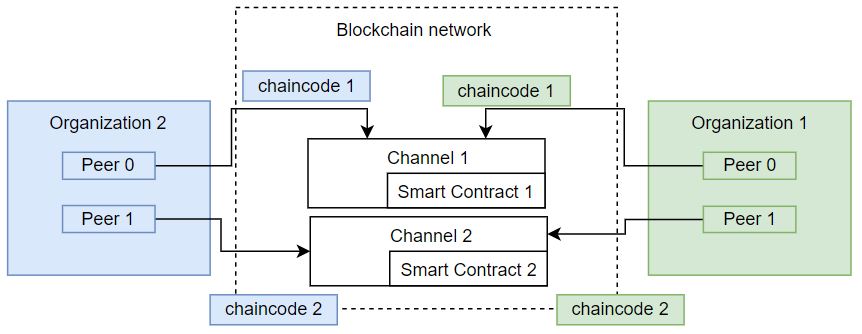 Blockchain network
chaincode 1
chaincode 1
Organization 2
Peer 0
Peer 1
Channel 1
Smart Contract 1
Channel 2
Smart Contract 2
Organization 1
Peer 0
Peer 1
chaincode 2
chaincode 2